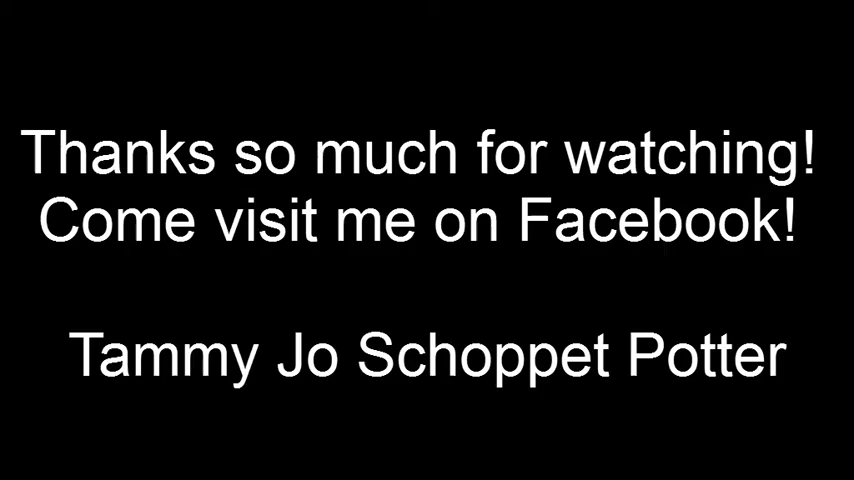 Thanks so much for watching!
Come visit me on Facebook!
Tammy Jo Schoppet Potter